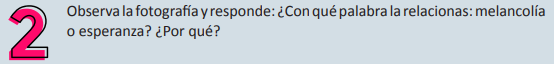 2
Observa la fotografía y responde: ¿Con qué palabra la relacionas: melancolía
o esperanza? ¿Por qué?